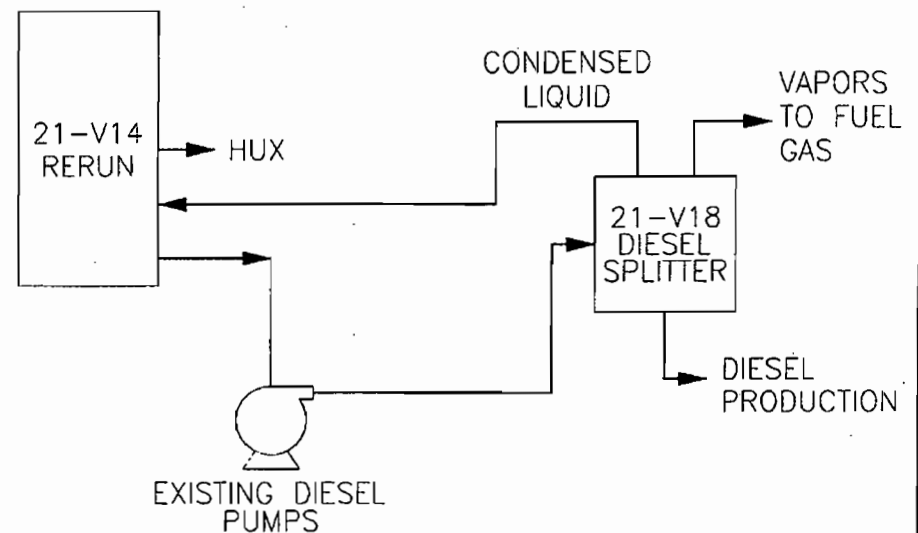 21-V14
RERUN
HUX
CONDENSED
LIQUID
VAPORS
TO FUEL
GAS
21-V18
DIESEL
SPLITTER
DIESEL
PRODUCTION
EXISTING DIESEL
PUMPS